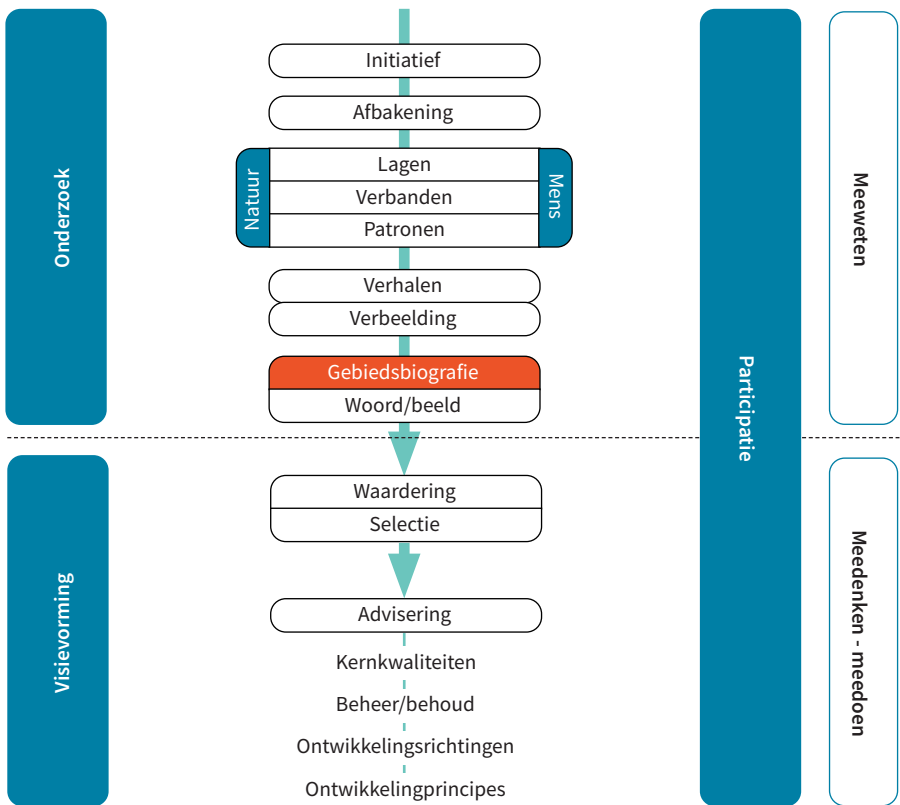 Onderzoek
Initiatief
Afbakening
Natuur
Lagen
Verbanden
Patronen
Mens
Verhalen
Verbeelding
Gebiedsbiografie
Woord/beeld
Visievorming
Waardering
Selectie
Advisering
Kernkwaliteiten
Beheer/behoud
Ontwikkelingsrichtingen
Ontwikkelingprincipes
Participatie
Meeweten
Meedenken - meedoen